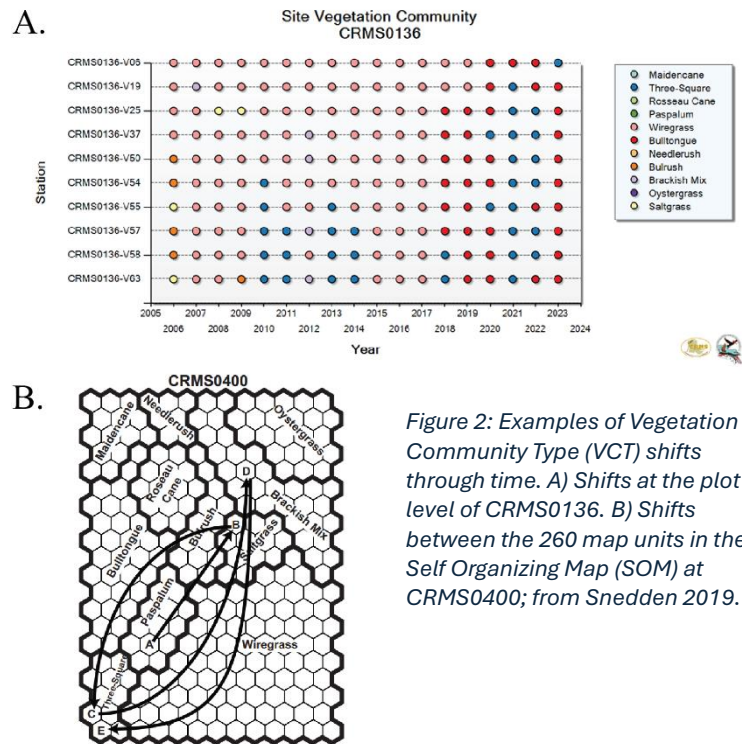 A.
Site Vegetation Community
CRMS0136
CRMS0136-V06
CRMS0136-V19
CRMS0136-V25
CRMS0136-V37
CRMS0136-V50
CRMS0136-V54
CRMS0136-V55
CRMS0136-V57
CRMS0136-V58
CRMS0136-V63
Station
2005 2007 2009 2011 2013 2015 2017 2019 2021 2023
2006 2008 2010 2012 2014 2016 2018 2020 2022 2024
Year
Maidencane
Three-Square
Rosseau Cane
Paspalum
Wiregrass
Bulltongue
Needlerush
Bulrush
Brackish Mix
Oystergrass
Saltgrass
B.
CRMS0400
Maidencane
Needlerush
Oystergrass
Roseau
Cane
D
Brackish Mix
Bulrush
B
Saltgrass
Bulltongue
Paspalum
A
Wiregrass
Three-Square
C
E
Figure 2: Examples of Vegetation
Community Type (VCT) shifts
through time. A) Shifts at the plot
level of CRMS0136. B) Shifts
between the 260 map units in the
Self Organizing Map (SOM) at
CRMS0400; from Snedden 2019.